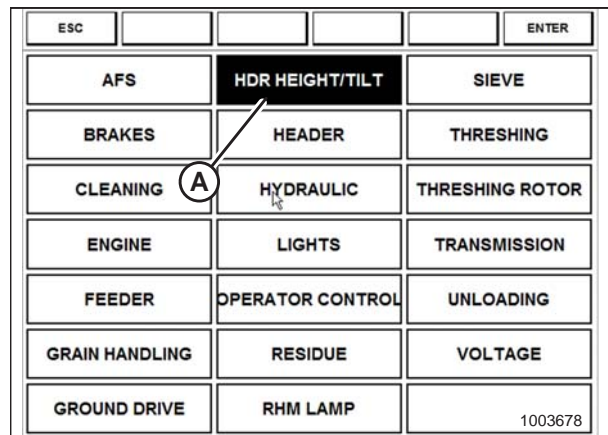 ESC ENTER
AFS HDR HEIGHT/TILT SIEVE
BRAKES HEADER THRESHING
CLEANING A HYDRAULIC THRESHING ROTOR
ENGINE LIGHTS TRANSMISSION
FEEDER OPERATOR CONTROL UNLOADING
GRAIN HANDLING RESIDUE VOLTAGE
GROUND DRIVE RHM LAMP
1003678